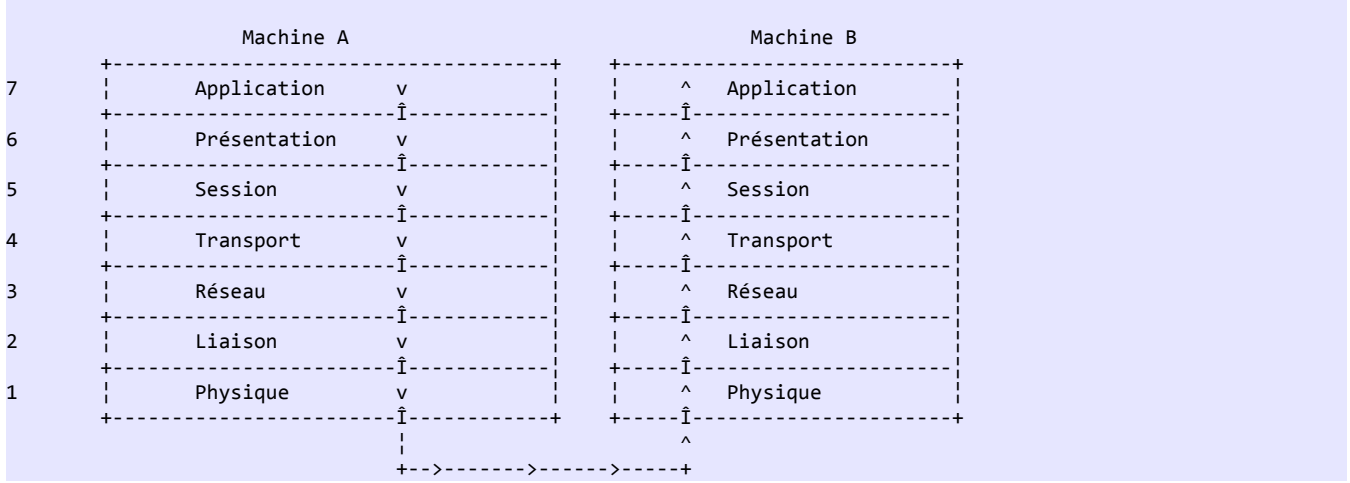 Machine A Machine B
+------------------------------------+ +----------------------------+
7 ¦ Application v ¦ ¦ ^ Application ¦
+------------------------Î------------¦ +-----Î----------------------¦
6 ¦ Présentation v ¦ ¦ ^ Présentation ¦
+------------------------Î------------¦ +-----Î----------------------¦
5 ¦ Session v ¦ ¦ ^ Session ¦
+------------------------Î------------¦ +-----Î----------------------¦
4 ¦ Transport v ¦ ¦ ^ Transport ¦
+------------------------Î------------¦ +-----Î----------------------¦
3 ¦ Réseau v ¦ ¦ ^ Réseau ¦
+------------------------Î------------¦ +-----Î----------------------¦
2 ¦ Liaison v ¦ ¦ ^ Liaison ¦
+------------------------Î------------¦ +-----Î----------------------¦
1 ¦ Physique v ¦ ¦ ^ Physique ¦
+------------------------Î------------+ +-----Î----------------------+
¦ ^
+-->------->------>-----+